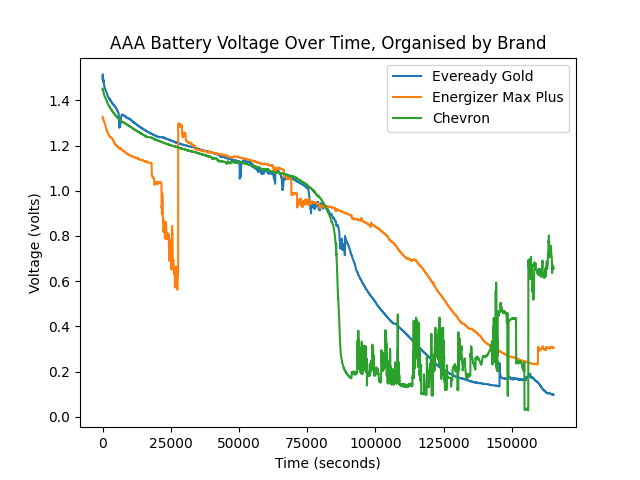 AAA Battery Voltage Over Time, Organised by Brand
Eveready Gold
Energizer Max Plus
Chevron
Voltage (volts)
1.4
1.2
1.0
0.8
0.6
0.4
0.2
0.0
0 25000 50000 75000 100000 125000 150000
Time (seconds)